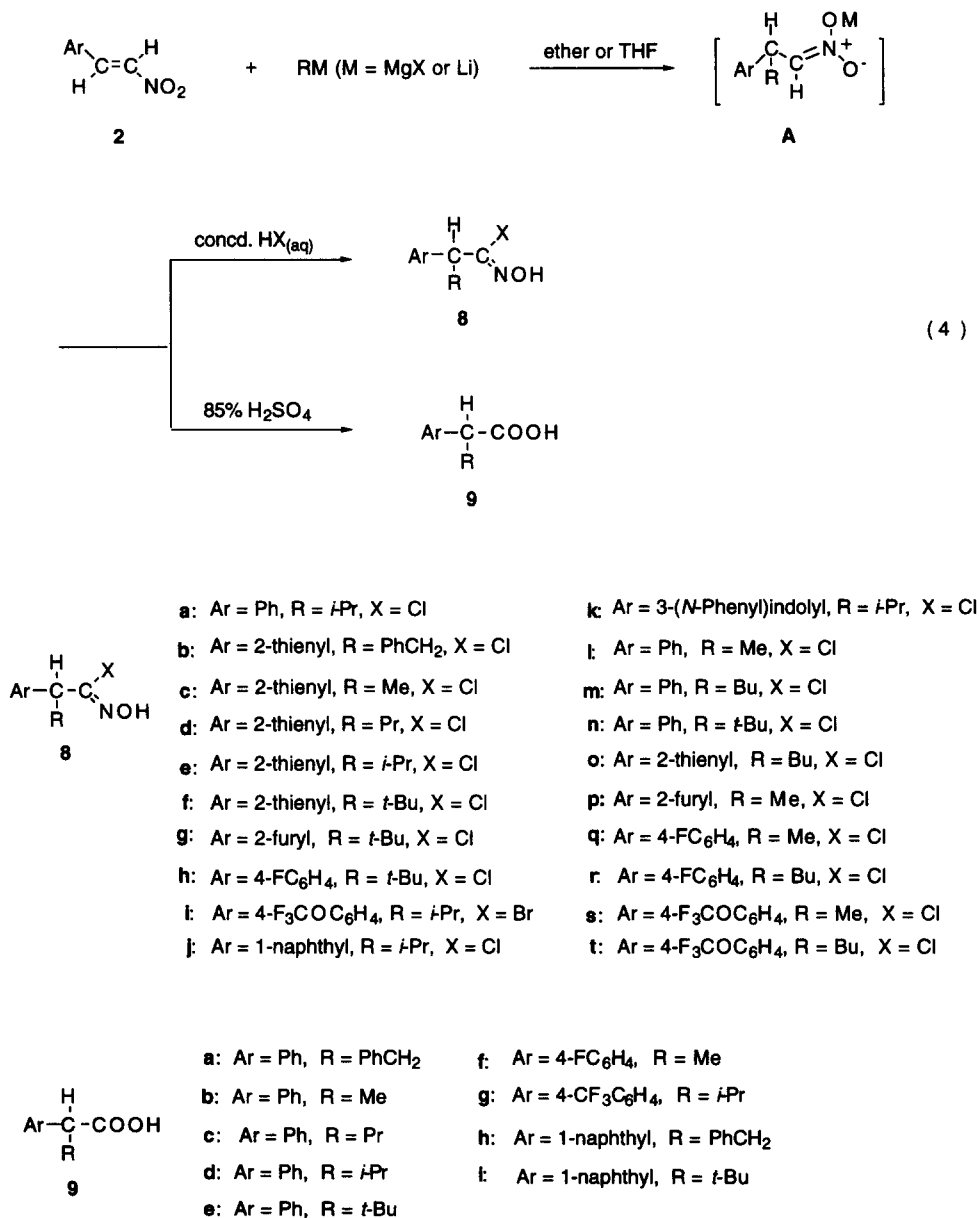 Ar H
C=C
H NO₂
2
+
RM (M = MgX or Li)
ether or THF
H OM
Ar C C=N⁺
R H O⁻
A
concd. HX(aq)
H X
Ar–C–C
R NOH
8
(4)
85% H₂SO₄
H
Ar–C–COOH
R
9
H X
Ar–C–C
R NOH
8
a: Ar = Ph, R = i-Pr, X = Cl
b: Ar = 2-thienyl, R = PhCH₂, X = Cl
c: Ar = 2-thienyl, R = Me, X = Cl
d: Ar = 2-thienyl, R = Pr, X = Cl
e: Ar = 2-thienyl, R = i-Pr, X = Cl
f: Ar = 2-thienyl, R = t-Bu, X = Cl
g: Ar = 2-furyl, R = t-Bu, X = Cl
h: Ar = 4-FC₆H₄, R = t-Bu, X = Cl
i: Ar = 4-F₃COC₆H₄, R = i-Pr, X = Br
j: Ar = 1-naphthyl, R = i-Pr, X = Cl
k: Ar = 3-(N-Phenyl)indolyl, R = i-Pr, X = Cl
l: Ar = Ph, R = Me, X = Cl
m: Ar = Ph, R = Bu, X = Cl
n: Ar = Ph, R = t-Bu, X = Cl
o: Ar = 2-thienyl, R = Bu, X = Cl
p: Ar = 2-furyl, R = Me, X = Cl
q: Ar = 4-FC₆H₄, R = Me, X = Cl
r: Ar = 4-FC₆H₄, R = Bu, X = Cl
s: Ar = 4-F₃COC₆H₄, R = Me, X = Cl
t: Ar = 4-F₃COC₆H₄, R = Bu, X = Cl
H
Ar–C–COOH
R
9
a: Ar = Ph, R = PhCH₂
b: Ar = Ph, R = Me
c: Ar = Ph, R = Pr
d: Ar = Ph, R = i-Pr
e: Ar = Ph, R = t-Bu
f: Ar = 4-FC₆H₄, R = Me
g: Ar = 4-CF₃C₆H₄, R = i-Pr
h: Ar = 1-naphthyl, R = PhCH₂
i: Ar = 1-naphthyl, R = t-Bu